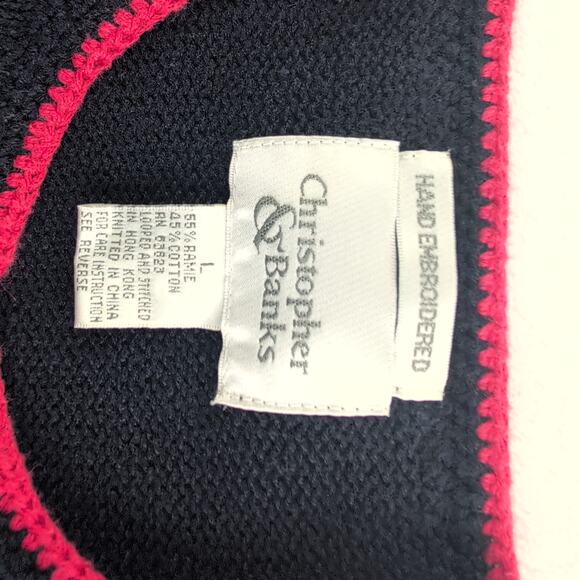 HAND EMBROIDERED
Christopher
& Banks
L
55% RAMIE
45% COTTON
RN 63623
LOOPED AND STITCHED
IN HONG KONG
KNITTED IN CHINA
FOR CARE INSTRUCTION
SEE REVERSE